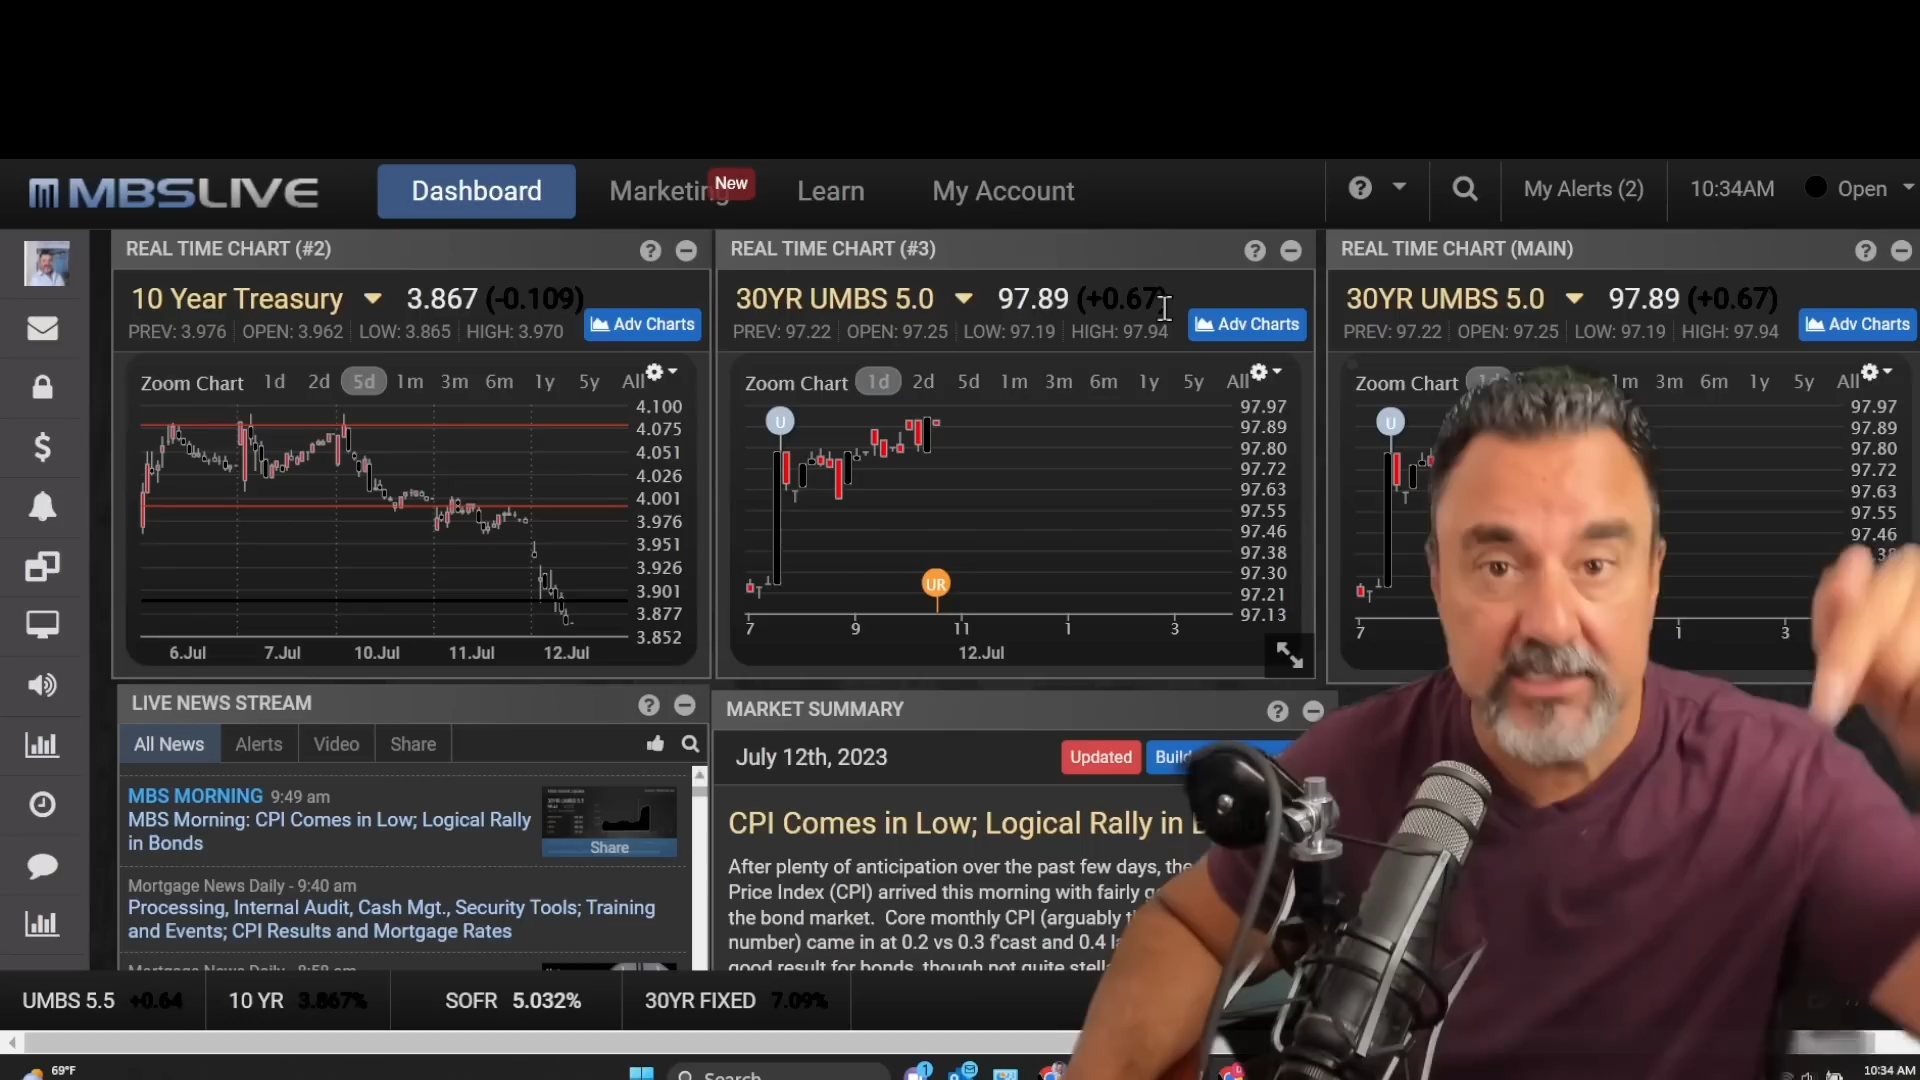 MBSLIVE
Dashboard
Marketing New
Learn
My Account
My Alerts (2)
10:34AM
Open
REAL TIME CHART (#2)
10 Year Treasury 3.867 (-0.109)
PREV: 3.976 OPEN: 3.962 LOW: 3.865 HIGH: 3.970
Adv Charts
Zoom Chart 1d 2d 5d 1m 3m 6m 1y 5y All
4.100
4.075
4.051
4.026
4.001
3.976
3.951
3.926
3.901
3.877
3.852
6.Jul 7.Jul 10.Jul 11.Jul 12.Jul
REAL TIME CHART (#3)
30YR UMBS 5.0 97.89 (+0.67)
PREV: 97.22 OPEN: 97.25 LOW: 97.19 HIGH: 97.94
Adv Charts
Zoom Chart 1d 2d 5d 1m 3m 6m 1y 5y All
U
97.97
97.89
97.80
97.72
97.63
97.55
97.46
97.38
97.30
97.21
97.13
UR
7 9 11 1 3
12.Jul
REAL TIME CHART (MAIN)
30YR UMBS 5.0 97.89 (+0.67)
PREV: 97.22 OPEN: 97.25 LOW: 97.19 HIGH: 97.94
Adv Charts
Zoom Chart 1m 3m 6m 1y 5y All
U
97.97
97.89
97.80
97.72
97.63
97.55
97.46
7 1 3
LIVE NEWS STREAM
All News Alerts Video Share
MBS MORNING 9:49 am
MBS Morning: CPI Comes in Low; Logical Rally
in Bonds
Share
Mortgage News Daily - 9:40 am
Processing, Internal Audit, Cash Mgt., Security Tools; Training
and Events; CPI Results and Mortgage Rates
MARKET SUMMARY
July 12th, 2023
Updated
CPI Comes in Low; Logical Rally in
After plenty of anticipation over the past few days, the
Price Index (CPI) arrived this morning with fairly
the bond market. Core monthly CPI (arguably
number) came in at 0.2 vs 0.3 f'cast and 0.4
good result for bonds, though not quite
UMBS 5.5 +0.64
10 YR 3.867%
SOFR 5.032%
30YR FIXED 7.09%
69°F
Search
10:34 AM